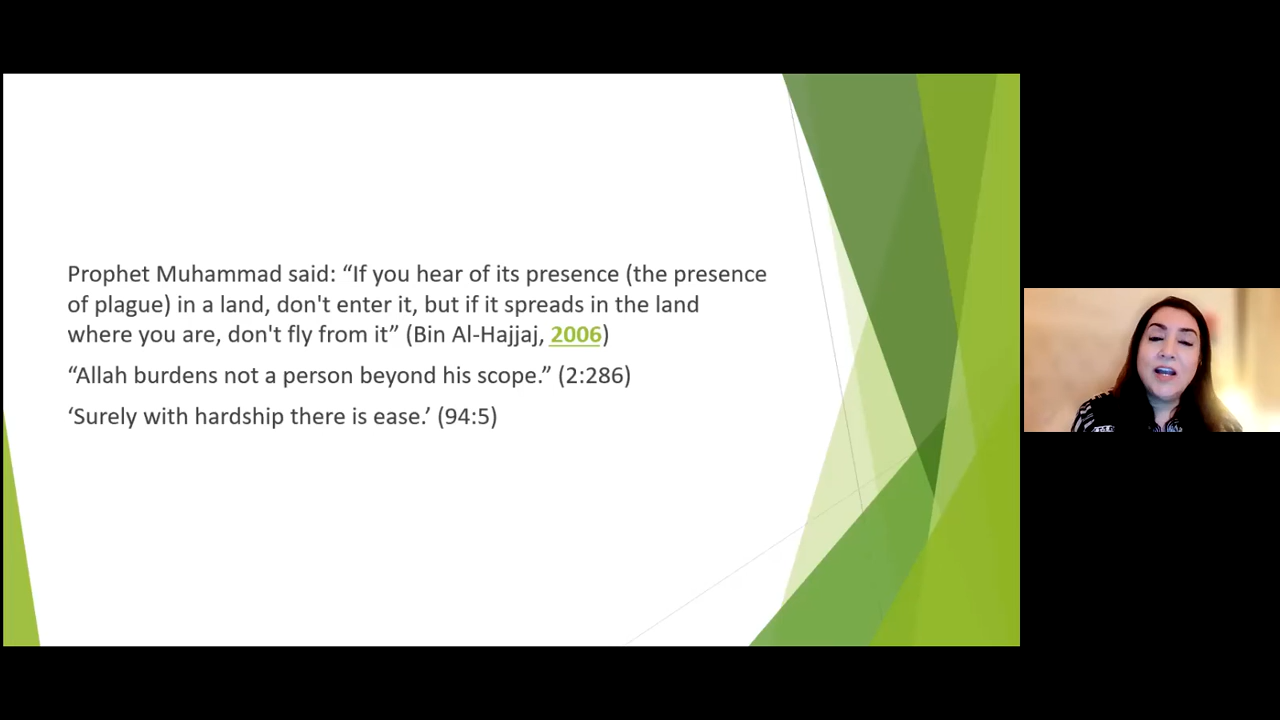 Prophet Muhammad said: “If you hear of its presence (the presence
of plague) in a land, don't enter it, but if it spreads in the land
where you are, don't fly from it” (Bin Al-Hajjaj, 2006)
“Allah burdens not a person beyond his scope.” (2:286)
‘Surely with hardship there is ease.’ (94:5)